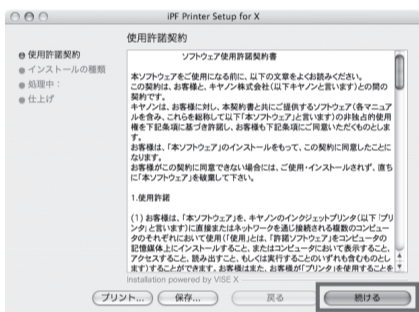 iPF Printer Setup for X
使用許諾契約
使用許諾契約
インストールの種類
処理中：
仕上げ
ソフトウェア使用許諾契約書
本ソフトウェアをご使用になる前に、以下の文章をよくお読みください。
この契約は、お客様と、キヤノン株式会社(以下キヤノンと言います)との間の
契約です。
キヤノンは、お客様に対し、本契約書と共にご提供するソフトウェア(各マニュア
ルを含み、これらを総称して以下「本ソフトウェア」と言います)の非独占的使用
権を下記条項に基づき許諾し、お客様も下記条項にご同意いただくものとしま
す。
お客様は、「本ソフトウェア」のインストールをもって、この契約に同意したことに
なります。
お客様がこの契約に同意できない場合には、ご使用・インストールされず、直ち
に「本ソフトウェア」を破棄して下さい。
1.使用許諾
(1) お客様は、「本ソフトウェア」を、キヤノンのインクジェットプリンタ(以下「プリ
ンタ」と言います)に直接またはネットワークを通じ接続される複数のコンピュー
タのそれぞれにおいて使用(「使用」とは、「許諾ソフトウェア」をコンピュータの
記憶媒体上にインストールすること、またはコンピュータにおいて表示すること、
アクセスすること、読み出すこと、もしくは実行することのいずれも含むものとし
ます)することができます。お客様はまた、お客様が「プリンタ」を使用することを
Installation powered by VISE X
プリント...
保存...
戻る
続ける